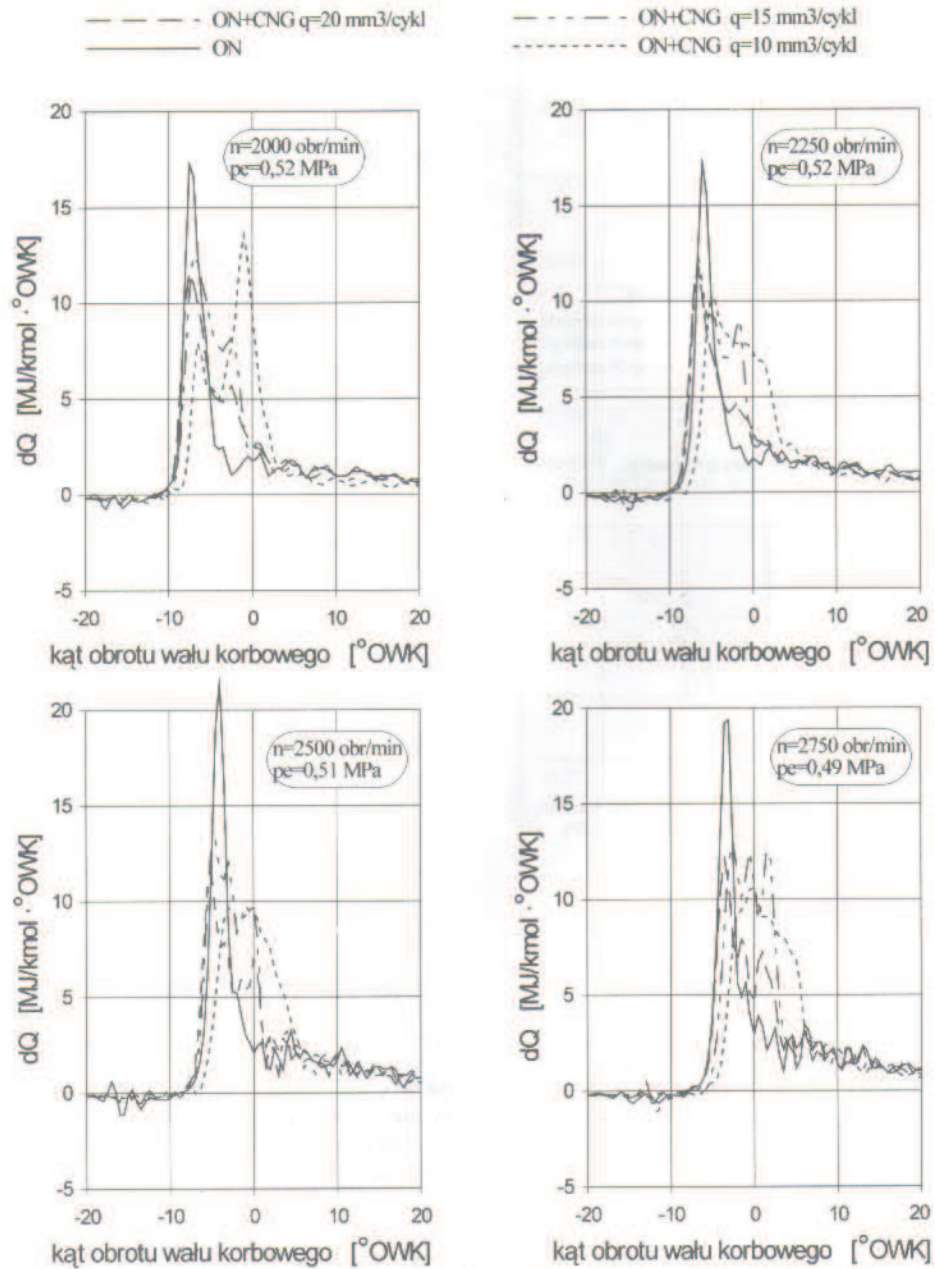 ON+CNG q=20 mm3/cykl
ON
ON+CNG q=15 mm3/cykl
ON+CNG q=10 mm3/cykl
n=2000 obr/min
pe=0,52 MPa
dQ [MJ/kmol ·°OWK]
20
15
10
5
0
-5
-20
-10
0
10
20
kąt obrotu wału korbowego [°OWK]
n=2250 obr/min
pe=0,52 MPa
dQ [MJ/kmol ·°OWK]
20
15
10
5
0
-5
-20
-10
0
10
20
kąt obrotu wału korbowego [°OWK]
n=2500 obr/min
pe=0,51 MPa
dQ [MJ/kmol ·°OWK]
20
15
10
5
0
-5
-20
-10
0
10
20
kąt obrotu wału korbowego [°OWK]
n=2750 obr/min
pe=0,49 MPa
dQ [MJ/kmol ·°OWK]
20
15
10
5
0
-5
-20
-10
0
10
20
kąt obrotu wału korbowego [°OWK]